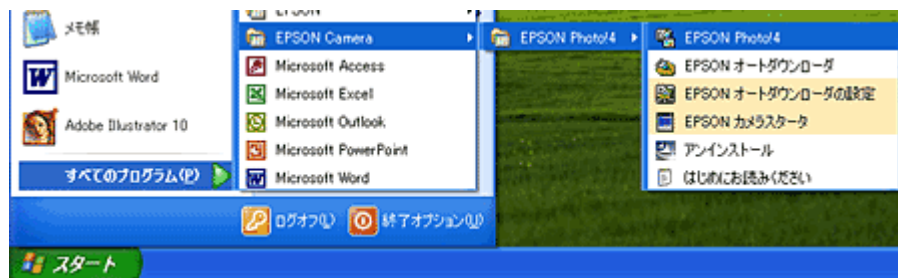 メモ帳
Microsoft Word
Adobe Illustrator 10
すべてのプログラム(P)
EPSON
EPSON Camera
Microsoft Access
Microsoft Excel
Microsoft Outlook
Microsoft PowerPoint
Microsoft Word
EPSON Photo!4
EPSON Photo!4
EPSON オートダウンローダ
EPSON オートダウンローダの設定
EPSON カメラスタータ
アンインストール
はじめにお読みください
ログオフ(L)
終了オプション(U)
スタート